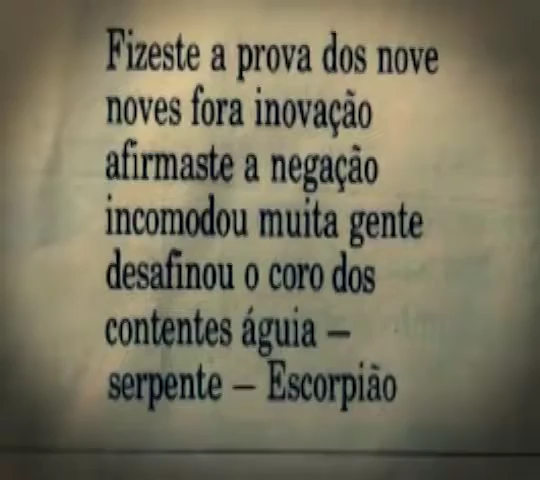 Fizeste a prova dos nove
noves fora inovação
afirmaste a negação
incomodou muita gente
desafinou o coro dos
contentes águia –
serpente – Escorpião